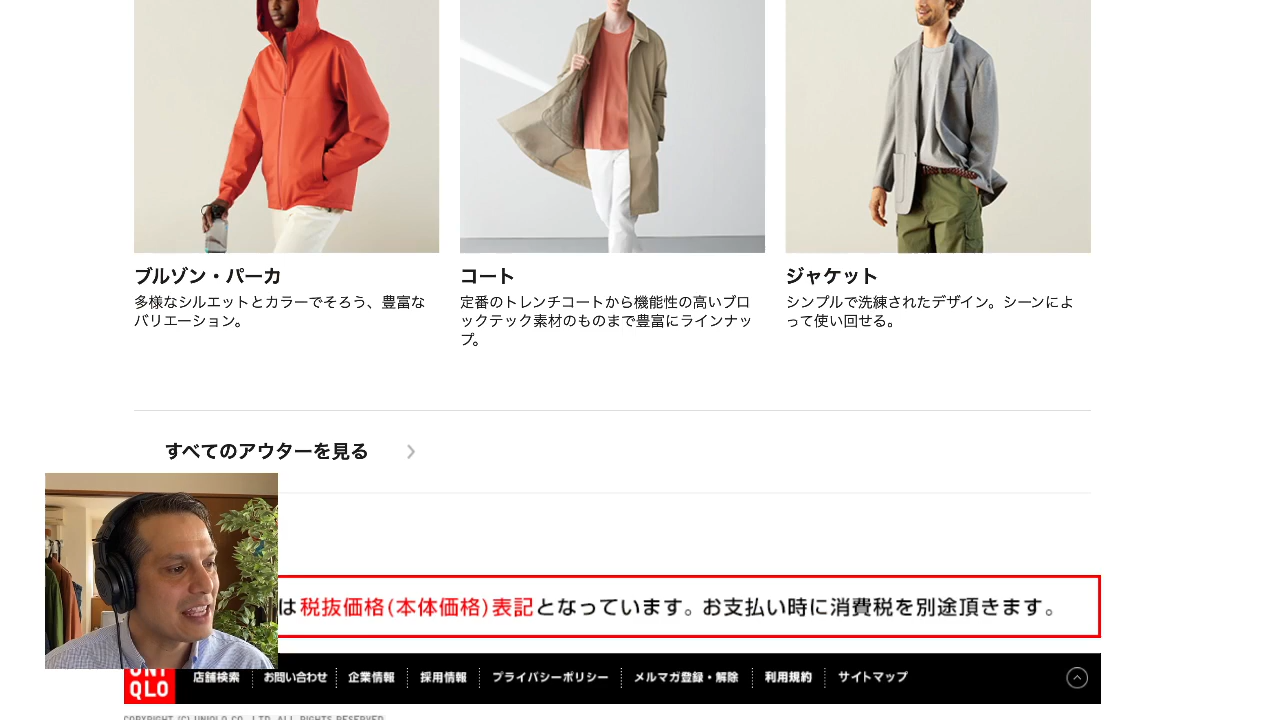 ブルゾン・パーカ
多様なシルエットとカラーでそろう、豊富な
バリエーション。
コート
定番のトレンチコートから機能性の高いブロ
ックテック素材のものまで豊富にラインナッ
プ。
ジャケット
シンプルで洗練されたデザイン。シーンによ
って使い回せる。
すべてのアウターを見る
は税抜価格(本体価格)表記となっています。お支払い時に消費税を別途頂きます。
UNI
QLO
店舗検索 お問い合わせ 企業情報 採用情報 プライバシーポリシー メルマガ登録・解除 利用規約 サイトマップ
COPYRIGHT (C) UNIQLO CO., LTD. ALL RIGHTS RESERVED.